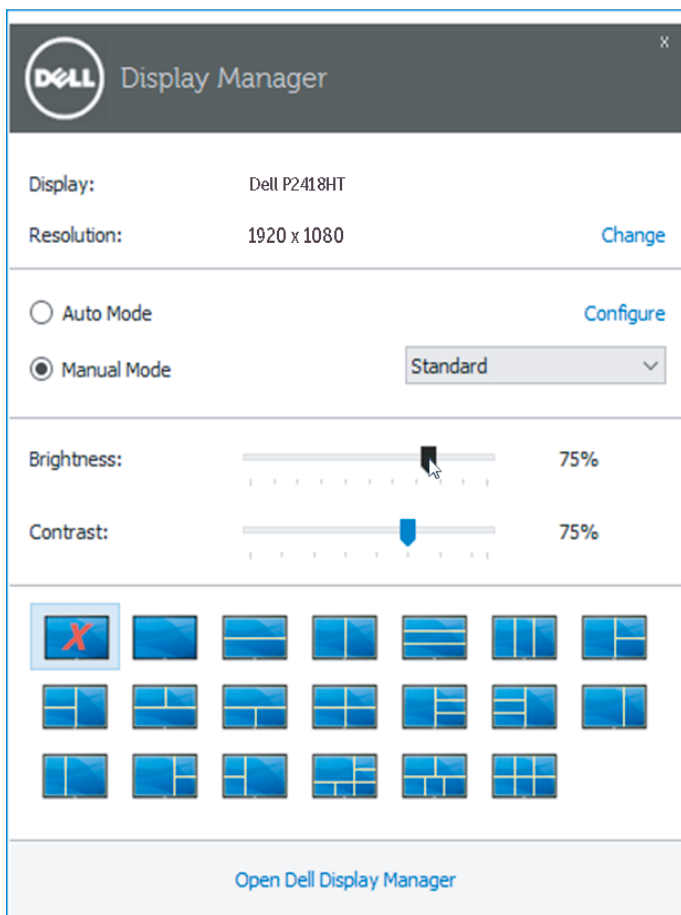 DELL Display Manager x
Display: Dell P2418HT
Resolution: 1920 x 1080 Change
Auto Mode Configure
Manual Mode Standard
Brightness: 75%
Contrast: 75%
X
Open Dell Display Manager